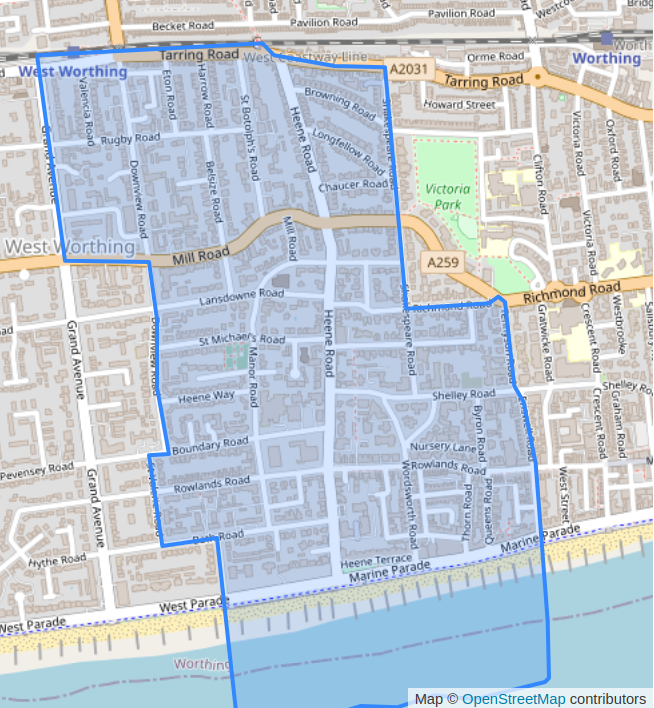 Becket Road
Pavilion Road
Pavilion Road
Tarring Road
West Coastway Line
Orme Road
Worthing
West Worthing
A2031
Tarring Road
Howard Street
Valencia Road
Eton Road
Harrow Road
St Botolph's Road
Heene Road
Browning Road
Shakespeare Road
Victoria Road
Oxford Road
Grand Avenue
Rugby Road
Longfellow Road
Downview Road
Belsize Road
Chaucer Road
Victoria
Park
Clifton Road
Victoria Road
West Worthing
Mill Road
Mill Road
A259
Lansdowne Road
Richmond Road
Richmond Road
Grand Avenue
Downview Road
St Michael's Road
Manor Road
Heene Road
Shakespeare Road
Tennyson Road
Gratwicke Road
Crescent Road
Westbrooke
Heene Way
Shelley Road
Shelley Ro
Byron Road
Crescent Road
Graham Road
Boundary Road
Nursery Lane
Pevensey Road
Rowlands Road
Rowlands Road
Grand Avenue
Wordsworth Road
Thorn Road
Queens Road
West Street
Bath Road
Hythe Road
Heene Terrace
Marine Parade
Marine Parade
West Parade
West Parade
Worthing
Map © OpenStreetMap contributors